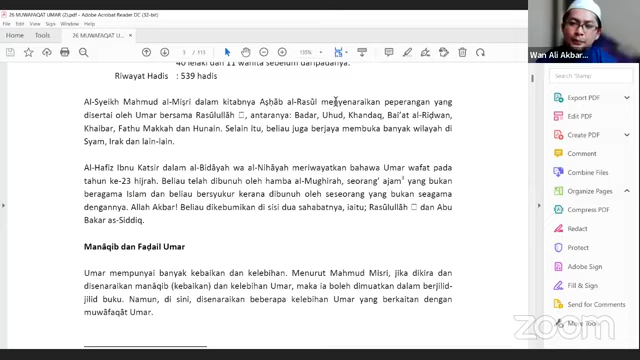 26 MUWAFAQAT UMAR (2).pdf - Adobe Acrobat Reader DC (32-bit)
File Edit View Sign Window Help
Home Tools 26 MUWAFAQAT UM...
3 / 113 135%
40 lelaki dan 11 wanita sebelum daripadanya.
Riwayat Hadis : 539 hadis
Al-Syeikh Mahmud al-Miṣri dalam kitabnya Aṣḥāb al-Rasūl menyenaraikan peperangan yang
disertai oleh Umar bersama Rasūlullāh □, antaranya: Badar, Uhud, Khandaq, Bai'at al-Riḍwan,
Khaibar, Fathu Makkah dan Hunain. Selain itu, beliau juga berjaya membuka banyak wilayah di
Syam, Irak dan lain-lain.
Al-Hafiz Ibnu Katsir dalam al-Bidāyah wa al-Nihāyah meriwayatkan bahawa Umar wafat pada
tahun ke-23 hijrah. Beliau telah dibunuh oleh hamba al-Mughirah, seorang' ajam yang bukan
beragama Islam dan beliau bersyukur kerana dibunuh oleh seseorang yang bukan seagama
dengannya. Allah Akbar! Beliau dikebumikan di sisi dua sahabatnya, iaitu; Rasūlullāh □ dan Abu
Bakar as-Siddiq.
Manāqib dan Faḍail Umar
Umar mempunyai banyak kebaikan dan kelebihan. Menurut Mahmud Misri, jika dikira dan
disenaraikan manāqib (kebaikan) dan kelebihan Umar, maka ia boleh dimuatkan dalam berjilid-
jilid buku. Namun, di sini, disenaraikan beberapa kelebihan Umar yang berkaitan dengan
muwāfaqāt Umar.
Wan Ali Akbar...
Search 'Stamp'
Export PDF
Edit PDF
Create PDF
Comment
Combine Files
Organize Pages
Compress PDF
Redact
Protect
Adobe Sign
Fill & Sign
Send for Comments
More Tools
zoom